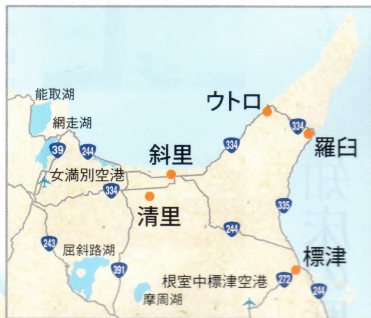 能取湖
網走湖
ウトロ
334
334
39
244
斜里
334
羅臼
女満別空港
334
清里
335
244
標津
243
屈斜路湖
391
根室中標津空港
272
244
摩周湖